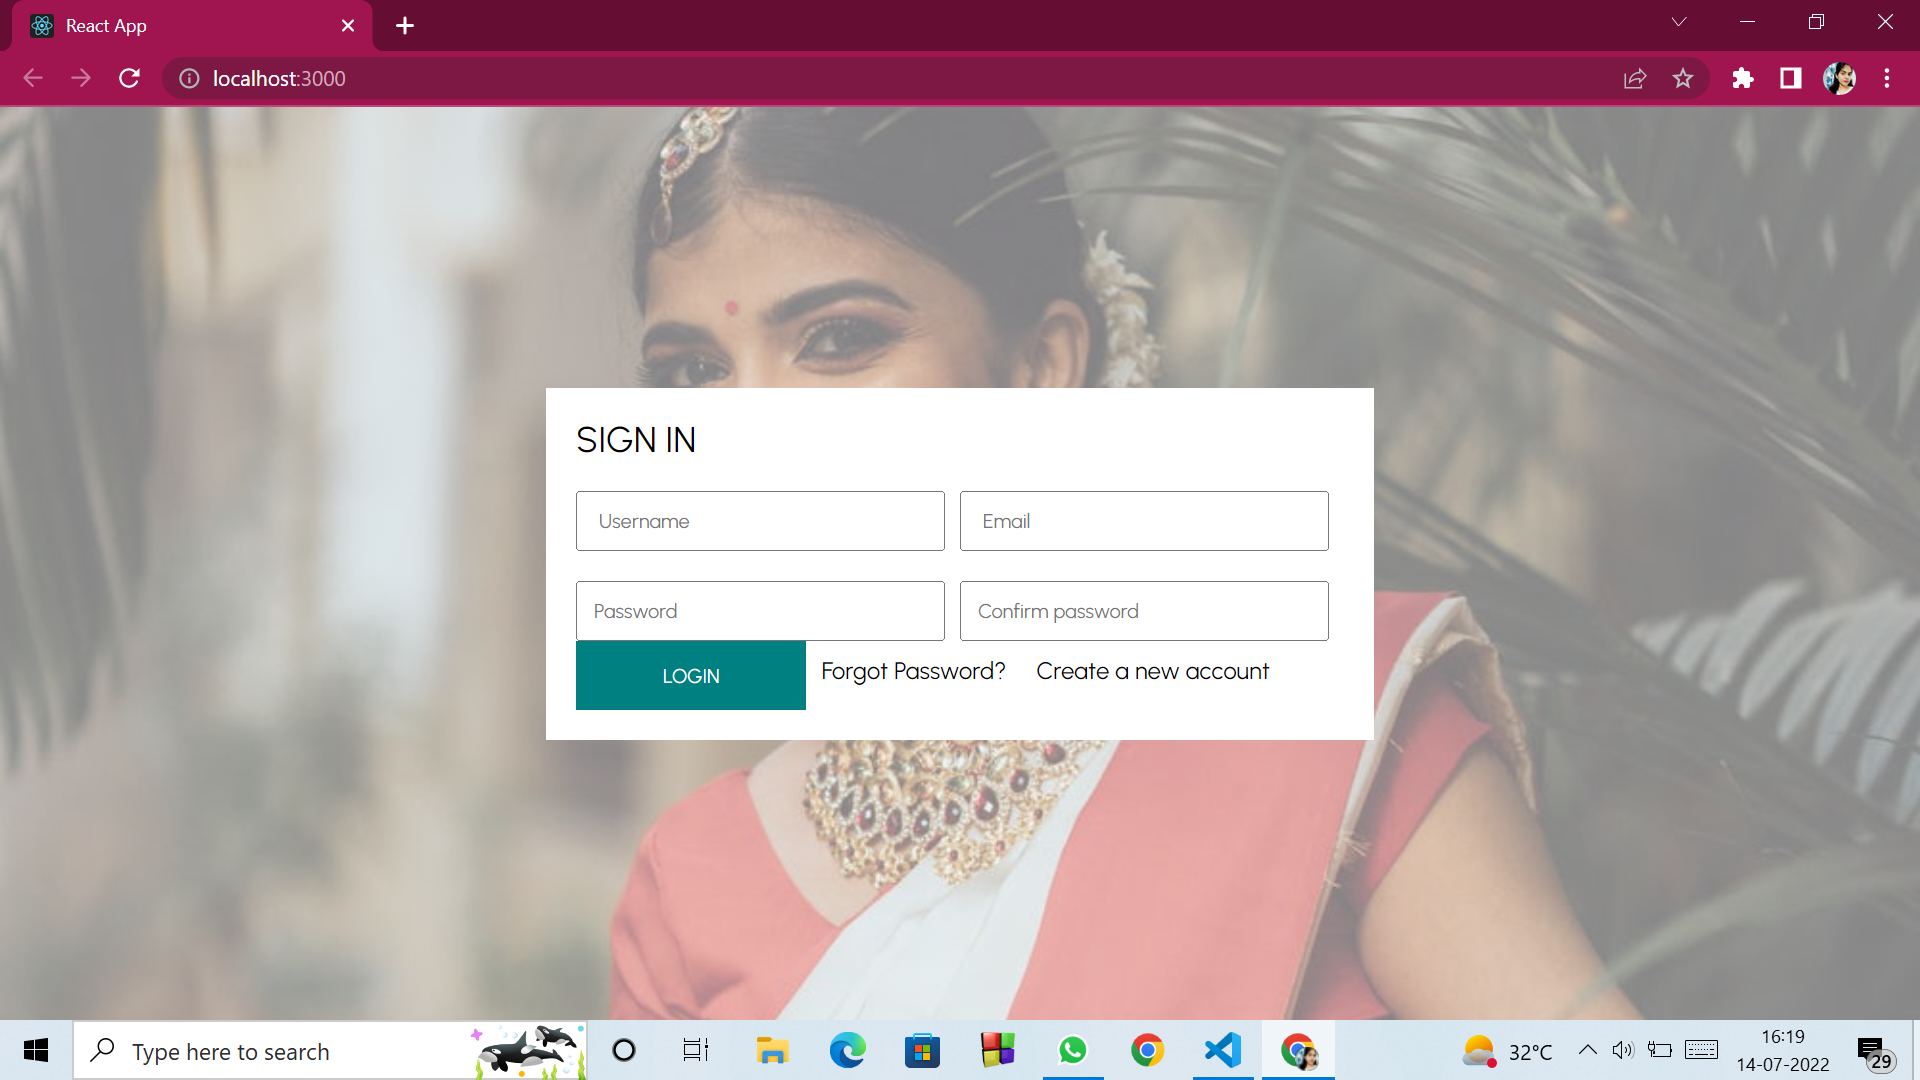 React App
localhost:3000
SIGN IN
Username
Email
Password
Confirm password
LOGIN
Forgot Password?
Create a new account
Type here to search
32°C
16:19
14-07-2022
29